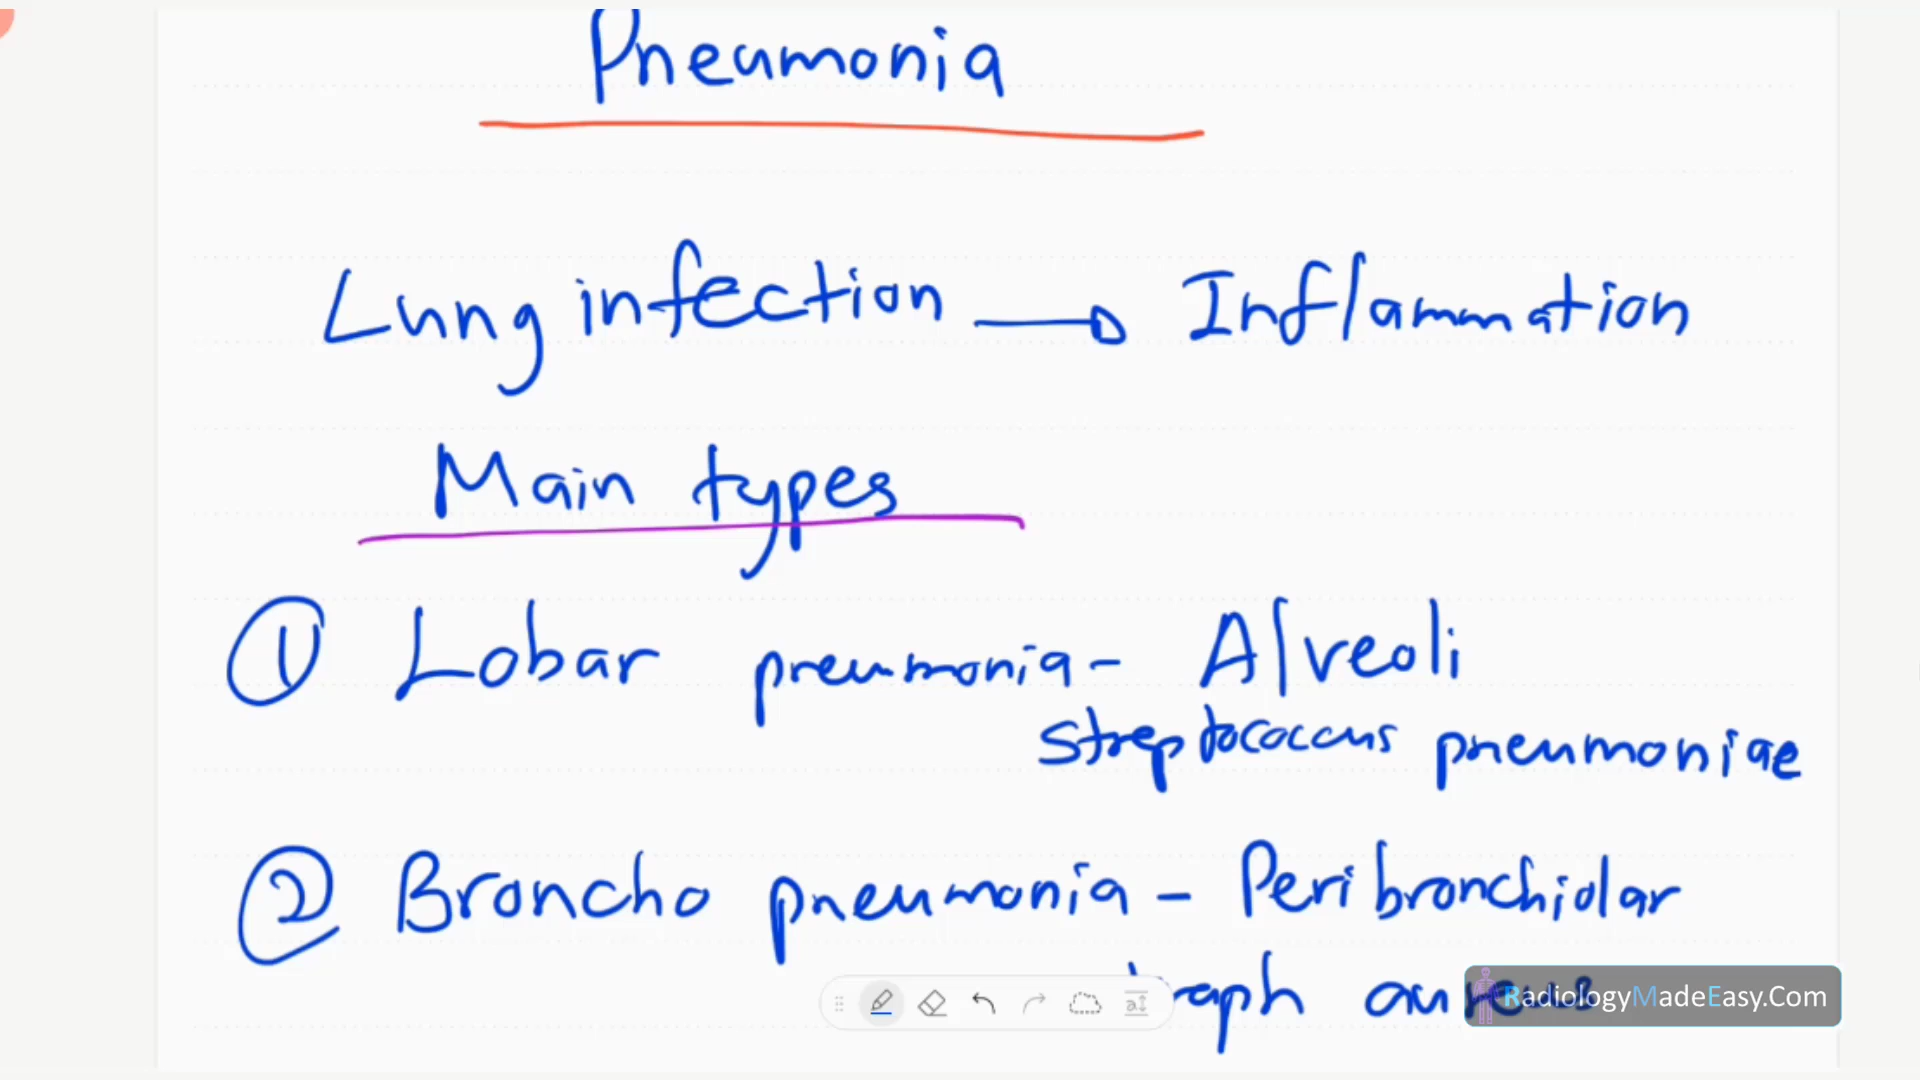 Pneumonia
Lung infection → Inflammation
Main types
① Lobar pneumonia - Alveoli
streptococcus pneumoniae
② Broncho pneumonia - Peribronchiolar
RadiologyMadeEasy.Com